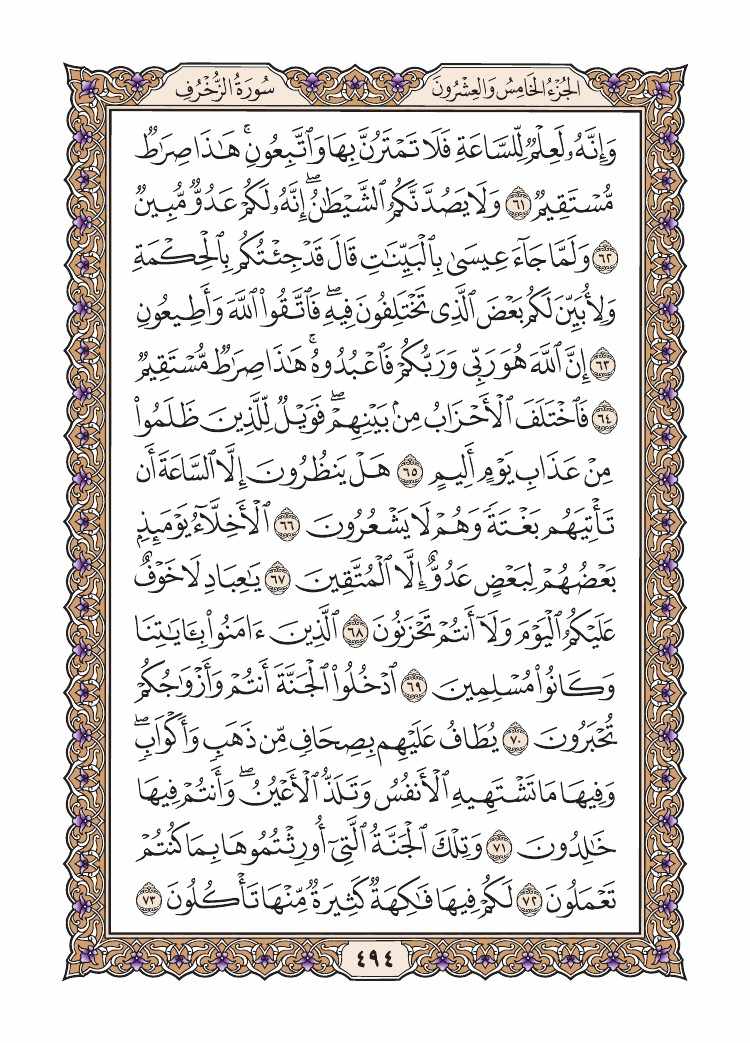 الجُزْءُ الخَامِسُ وَالعِشْرُونَ
سُورَةُ الزُّخْرُفِ
وَإِنَّهُۥ لَعِلْمٌ لِّلسَّاعَةِ فَلَا تَمْتَرُنَّ بِهَا وَٱتَّبِعُونِۚ هَـٰذَا صِرَٰطٌ
مُّسْتَقِيمٌ ٦١ وَلَا يَصُدَّنَّكُمُ ٱلشَّيْطَـٰنُۖ إِنَّهُۥ لَكُمْ عَدُوٌّ مُّبِينٌ
٦٢ وَلَمَّا جَآءَ عِيسَىٰ بِٱلْبَيِّنَـٰتِ قَالَ قَدْ جِئْتُكُم بِٱلْحِكْمَةِ
وَلِأُبَيِّنَ لَكُم بَعْضَ ٱلَّذِى تَخْتَلِفُونَ فِيهِۖ فَٱتَّقُوا۟ ٱللَّهَ وَأَطِيعُونِ
٦٣ إِنَّ ٱللَّهَ هُوَ رَبِّى وَرَبُّكُمْ فَٱعْبُدُوهُۚ هَـٰذَا صِرَٰطٌ مُّسْتَقِيمٌ
٦٤ فَٱخْتَلَفَ ٱلْأَحْزَابُ مِنۢ بَيْنِهِمْۖ فَوَيْلٌ لِّلَّذِينَ ظَلَمُوا۟
مِنْ عَذَابِ يَوْمٍ أَلِيمٍ ٦٥ هَلْ يَنظُرُونَ إِلَّا ٱلسَّاعَةَ أَن
تَأْتِيَهُم بَغْتَةً وَهُمْ لَا يَشْعُرُونَ ٦٦ ٱلْأَخِلَّآءُ يَوْمَئِذٍۭ
بَعْضُهُمْ لِبَعْضٍ عَدُوٌّ إِلَّا ٱلْمُتَّقِينَ ٦٧ يَـٰعِبَادِ لَا خَوْفٌ
عَلَيْكُمُ ٱلْيَوْمَ وَلَآ أَنتُمْ تَحْزَنُونَ ٦٨ ٱلَّذِينَ ءَامَنُوا۟ بِـَٔايَـٰتِنَا
وَكَانُوا۟ مُسْلِمِينَ ٦٩ ٱدْخُلُوا۟ ٱلْجَنَّةَ أَنتُمْ وَأَزْوَٰجُكُمْ
تُحْبَرُونَ ٧٠ يُطَافُ عَلَيْهِم بِصِحَافٍ مِّن ذَهَبٍ وَأَكْوَابٍۖ
وَفِيهَا مَا تَشْتَهِيهِ ٱلْأَنفُسُ وَتَلَذُّ ٱلْأَعْيُنُۖ وَأَنتُمْ فِيهَا
خَـٰلِدُونَ ٧١ وَتِلْكَ ٱلْجَنَّةُ ٱلَّتِىٓ أُورِثْتُمُوهَا بِمَا كُنتُمْ
تَعْمَلُونَ ٧٢ لَكُمْ فِيهَا فَـٰكِهَةٌ كَثِيرَةٌ مِّنْهَا تَأْكُلُونَ ٧٣
٤٩٤